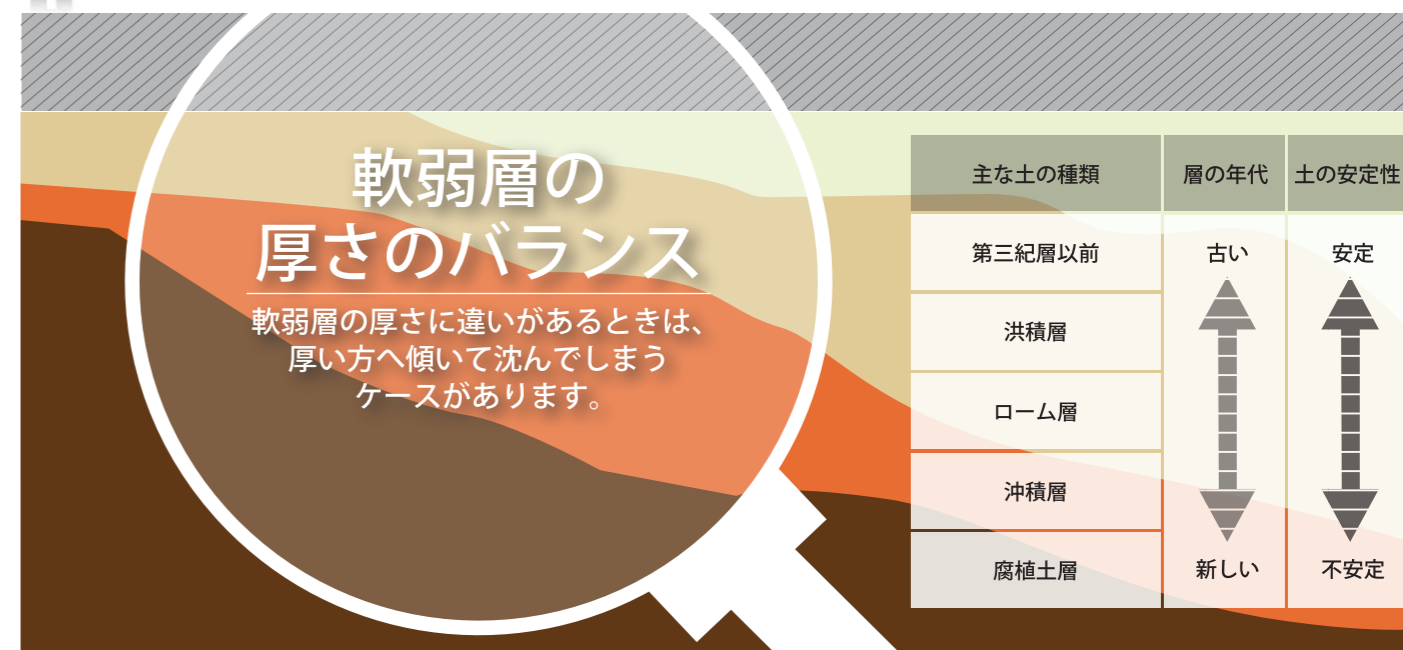 軟弱層の
厚さのバランス
軟弱層の厚さに違いがあるときは、
厚い方へ傾いて沈んでしまう
ケースがあります。
主な土の種類 層の年代 土の安定性
第三紀層以前 古い 安定
洪積層
ローム層
沖積層
腐植土層 新しい 不安定